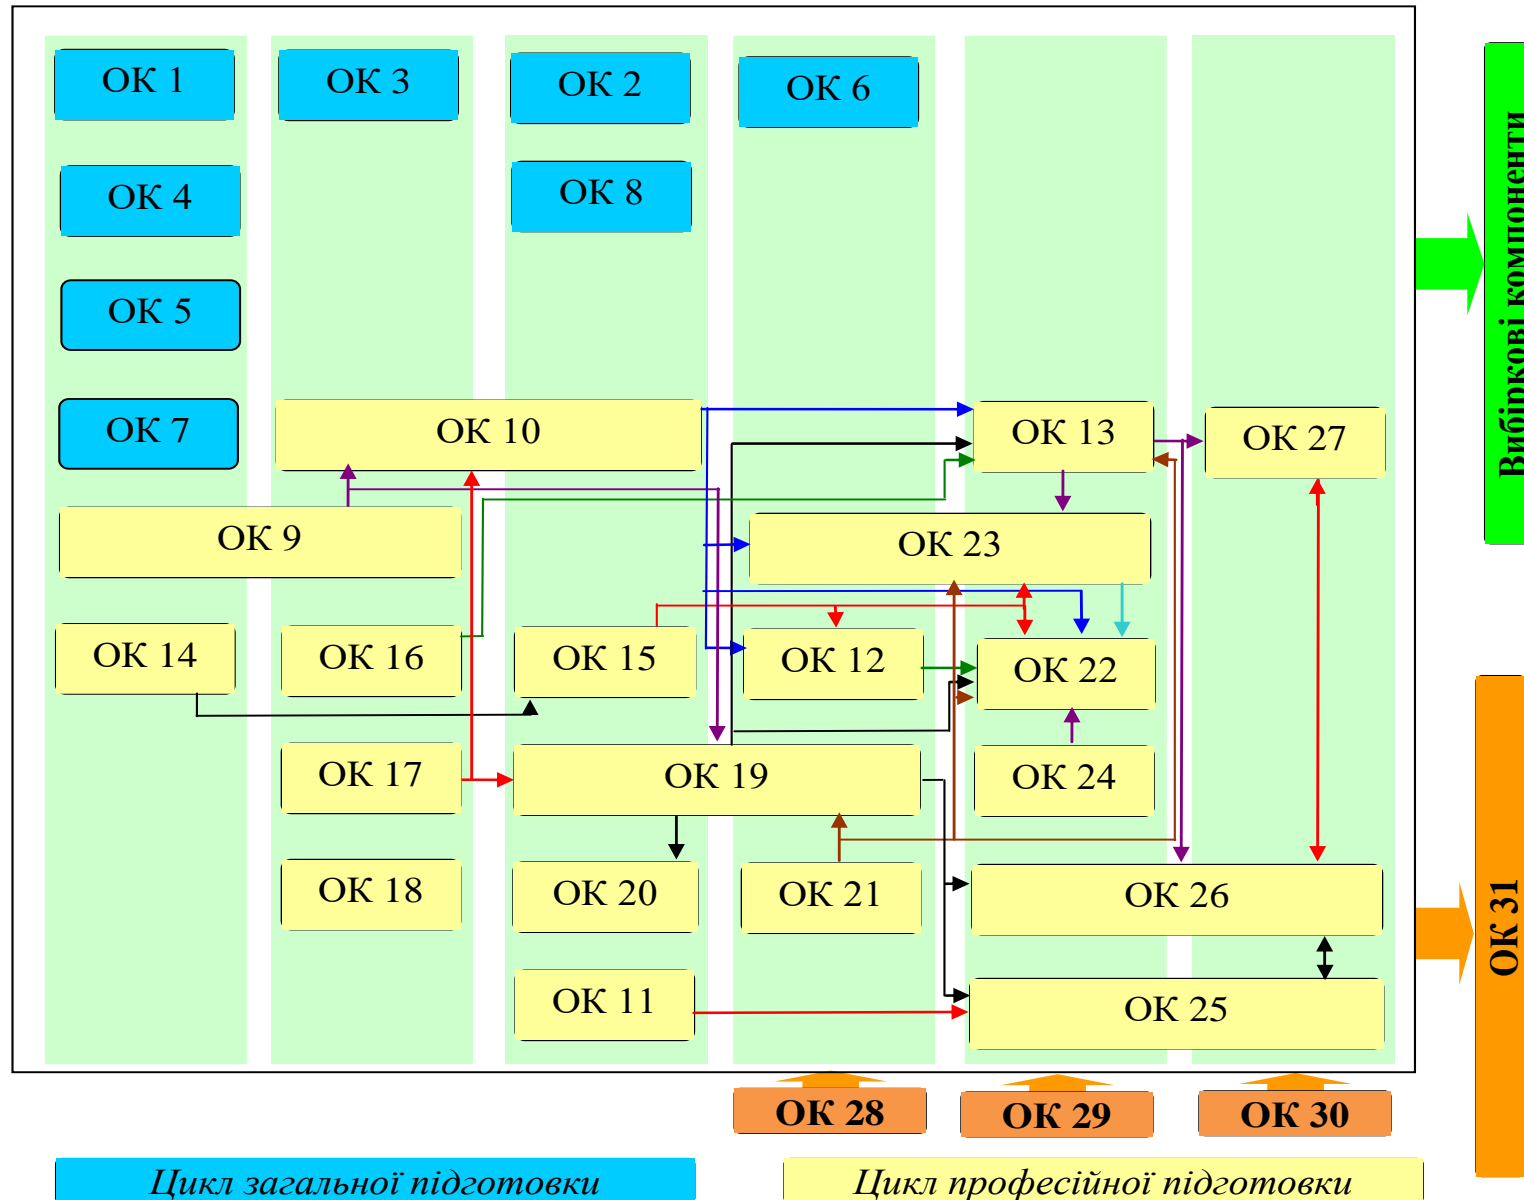 ОК 1
ОК 3
ОК 2
ОК 6
ОК 4
ОК 8
ОК 5
ОК 7
ОК 10
ОК 13
ОК 27
ОК 9
ОК 23
ОК 14
ОК 16
ОК 15
ОК 12
ОК 22
ОК 17
ОК 19
ОК 24
ОК 18
ОК 20
ОК 21
ОК 26
ОК 11
ОК 25
ОК 28
ОК 29
ОК 30
Вибіркові компоненти
ОК 31
Цикл загальної підготовки
Цикл професійної підготовки